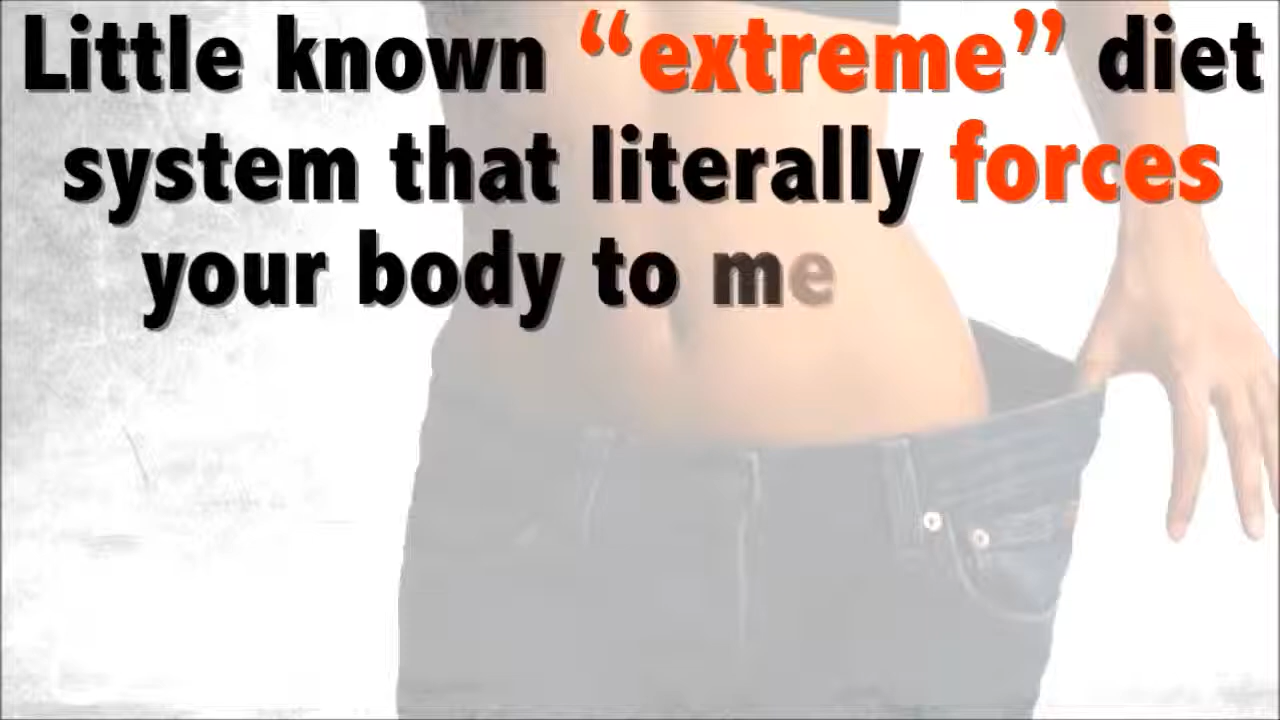 Little known “extreme” diet
system that literally forces
your body to me